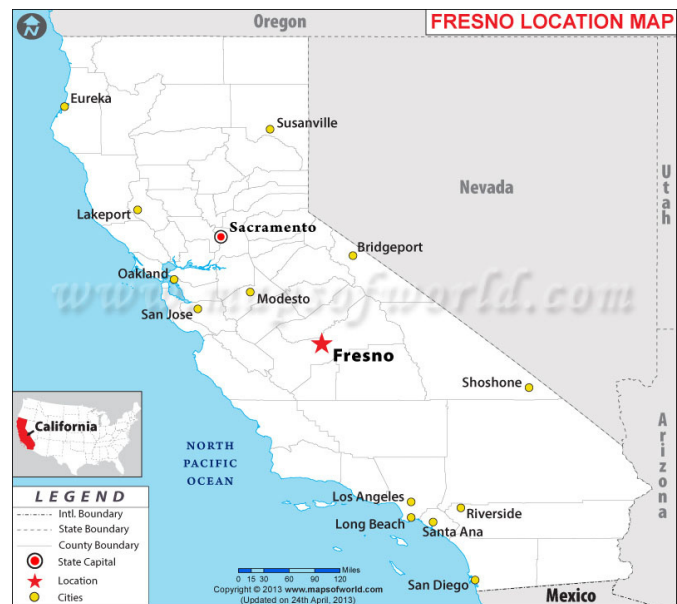 N
Oregon
FRESNO LOCATION MAP
Eureka
Susanville
Nevada
Utah
Lakeport
Sacramento
Bridgeport
Oakland
Modesto
www.mapsofworld.com
San Jose
Fresno
Shoshone
California
Arizona
NORTH
PACIFIC
OCEAN
Los Angeles
Riverside
Long Beach
Santa Ana
San Diego
Mexico
LEGEND
Intl. Boundary
State Boundary
County Boundary
State Capital
Location
Cities
Miles
0 15 30 60 90 120
Copyright © 2013 www.mapsofworld.com
(Updated on 24th April, 2013)